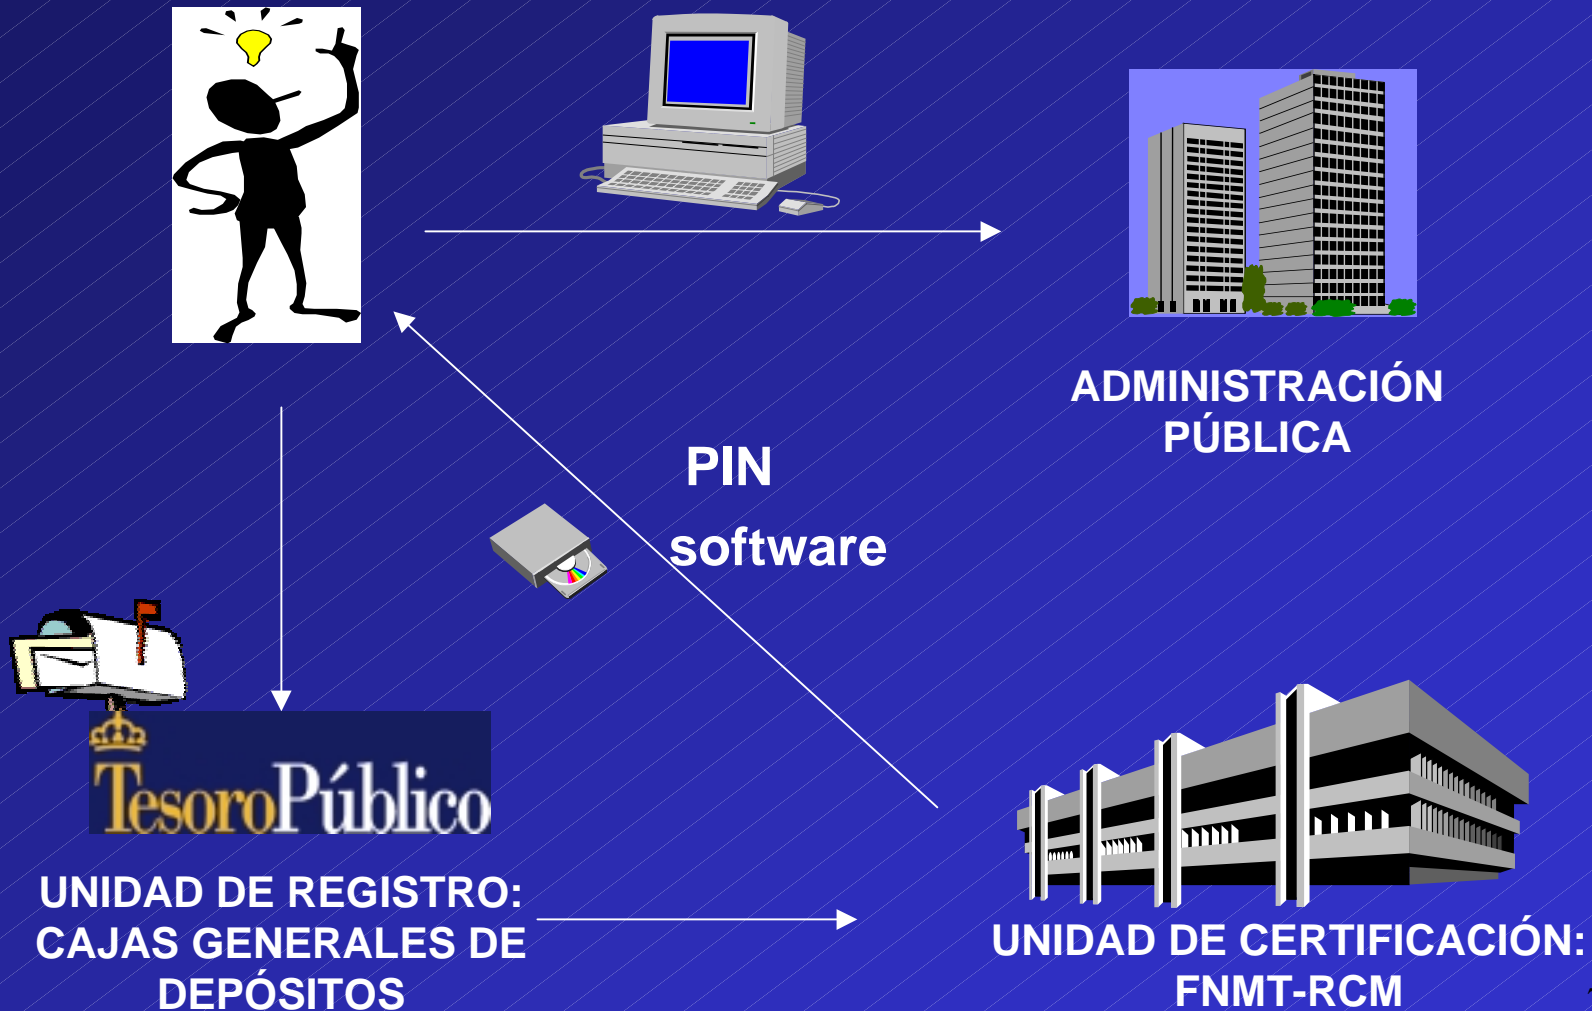 ADMINISTRACIÓN
PÚBLICA
PIN
software
TesoroPúblico
UNIDAD DE REGISTRO:
CAJAS GENERALES DE
DEPÓSITOS
UNIDAD DE CERTIFICACIÓN:
FNMT-RCM